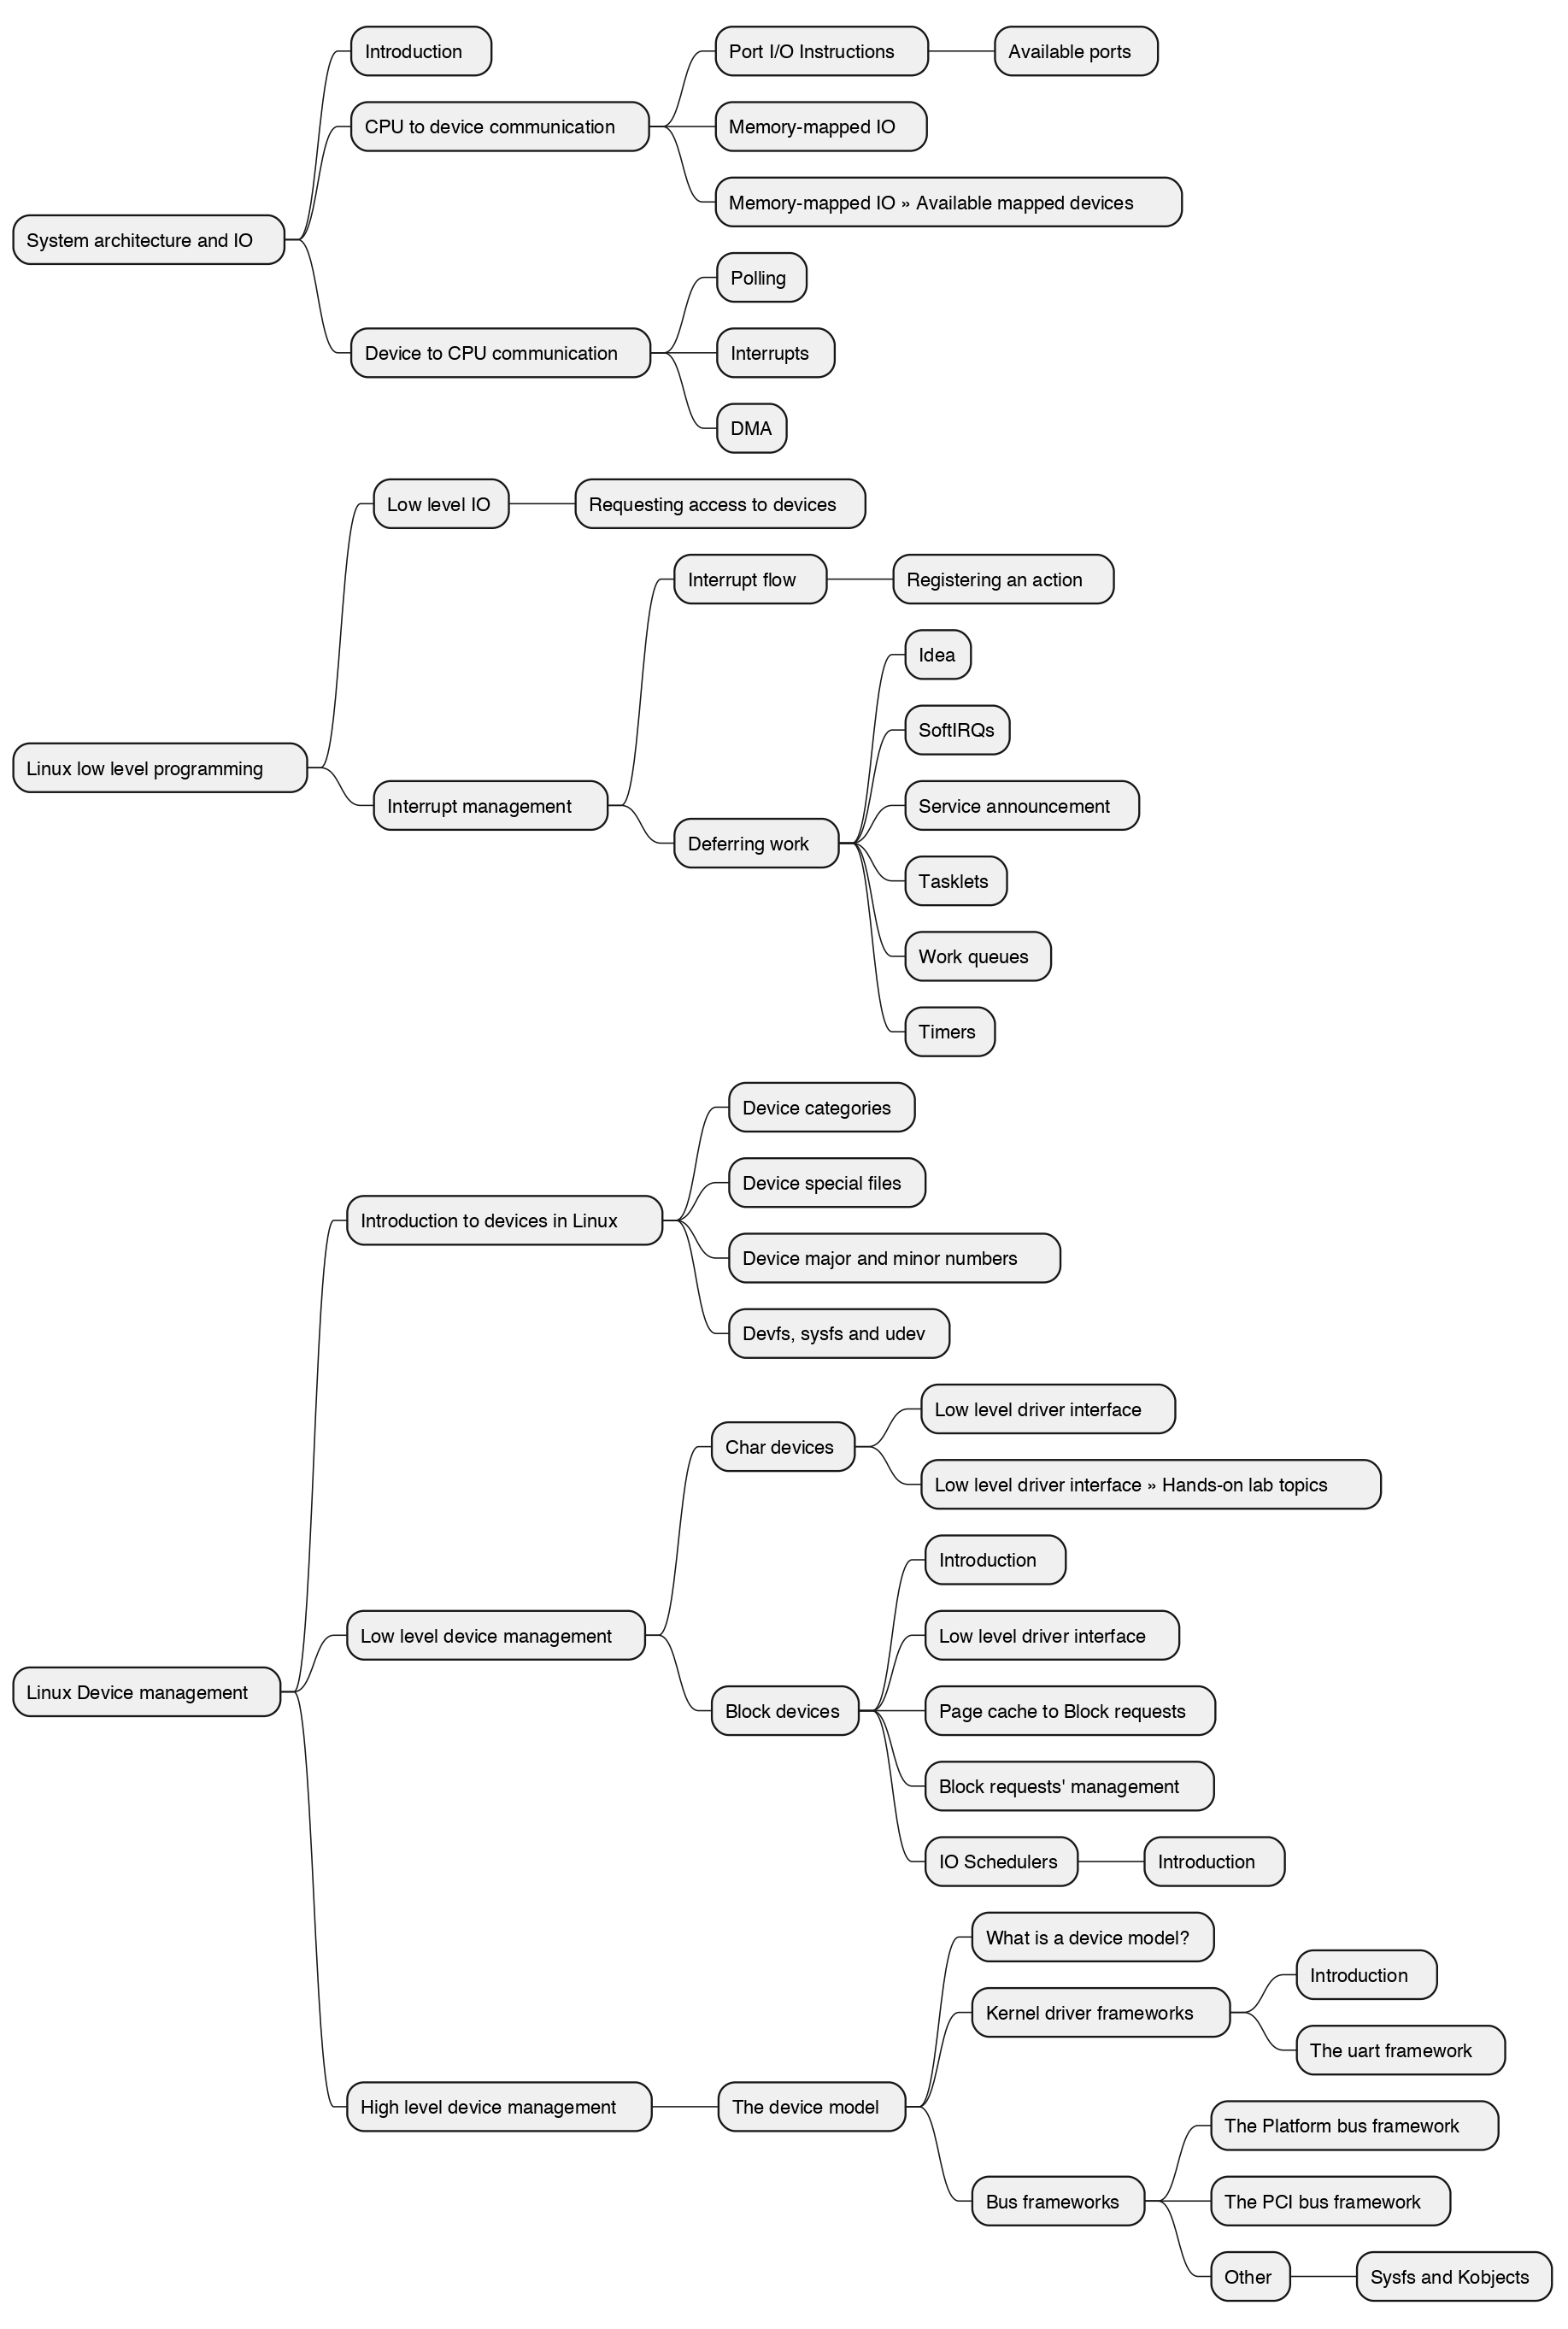 Introduction
Port I/O Instructions
Available ports
CPU to device communication
Memory-mapped IO
Memory-mapped IO » Available mapped devices
System architecture and IO
Polling
Device to CPU communication
Interrupts
DMA
Low level IO
Requesting access to devices
Interrupt flow
Registering an action
Idea
SoftIRQs
Linux low level programming
Interrupt management
Service announcement
Deferring work
Tasklets
Work queues
Timers
Device categories
Device special files
Introduction to devices in Linux
Device major and minor numbers
Devfs, sysfs and udev
Low level driver interface
Char devices
Low level driver interface » Hands-on lab topics
Introduction
Low level device management
Low level driver interface
Linux Device management
Block devices
Page cache to Block requests
Block requests' management
IO Schedulers
Introduction
What is a device model?
Introduction
Kernel driver frameworks
The uart framework
High level device management
The device model
The Platform bus framework
Bus frameworks
The PCI bus framework
Other
Sysfs and Kobjects